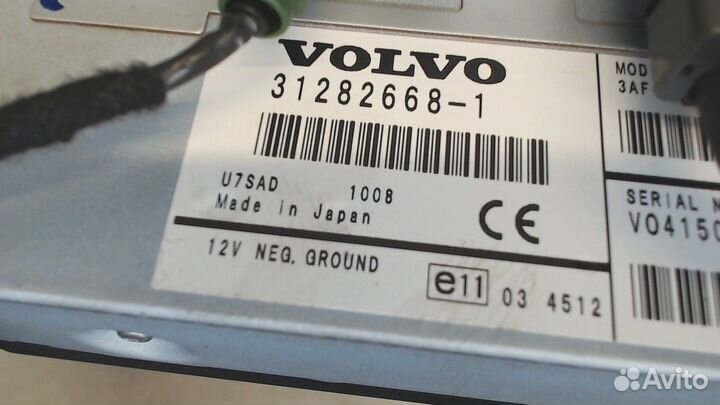 VOLVO
31282668-1
U7SAD 1008
Made in Japan
CE
12V NEG. GROUND
e11 03 4512
MOD
3AF
SERIAL N
V04150
Avito